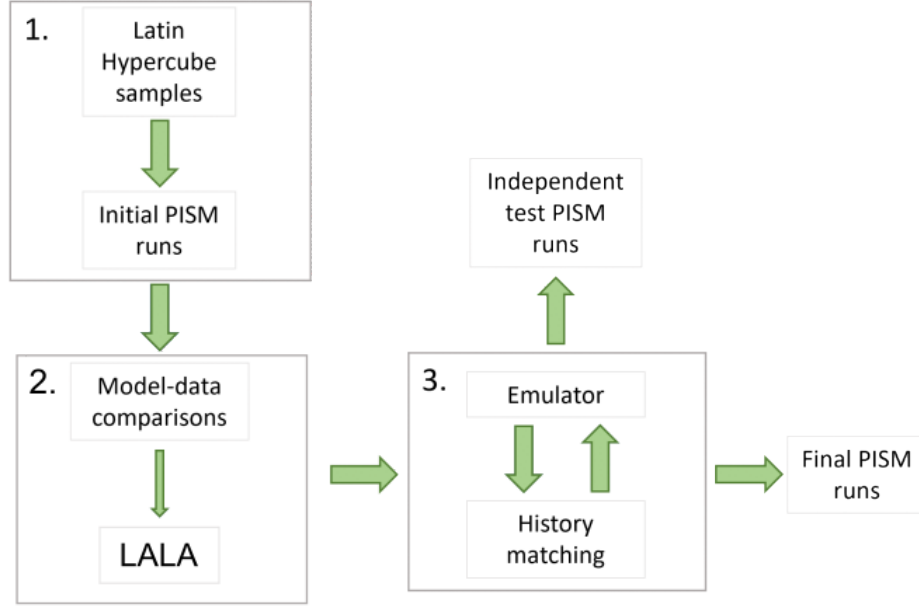 1.
Latin
Hypercube
samples
Initial PISM
runs
2.
Model-data
comparisons
LALA
3.
Emulator
History
matching
Independent
test PISM
runs
Final PISM
runs